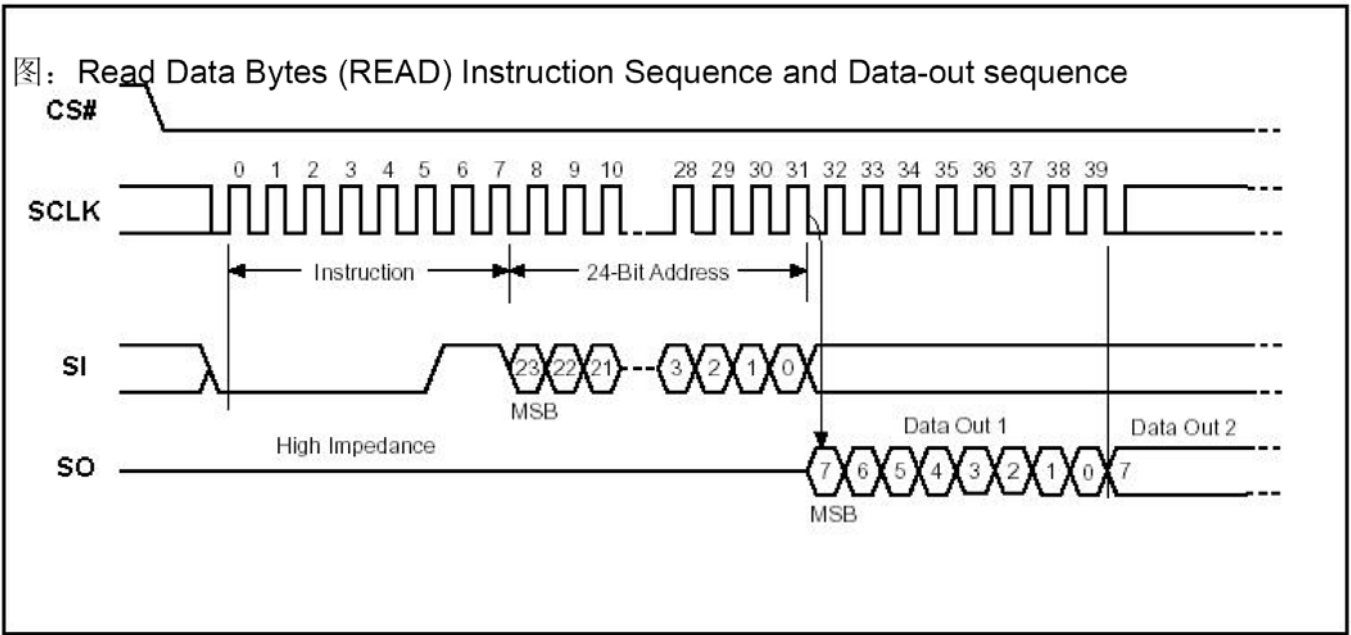 图：Read Data Bytes (READ) Instruction Sequence and Data-out sequence
CS#
0 1 2 3 4 5 6 7 8 9 10 28 29 30 31 32 33 34 35 36 37 38 39
SCLK
Instruction 24-Bit Address
SI 23 22 21 3 2 1 0
MSB
High Impedance Data Out 1 Data Out 2
SO 7 6 5 4 3 2 1 0 7
MSB